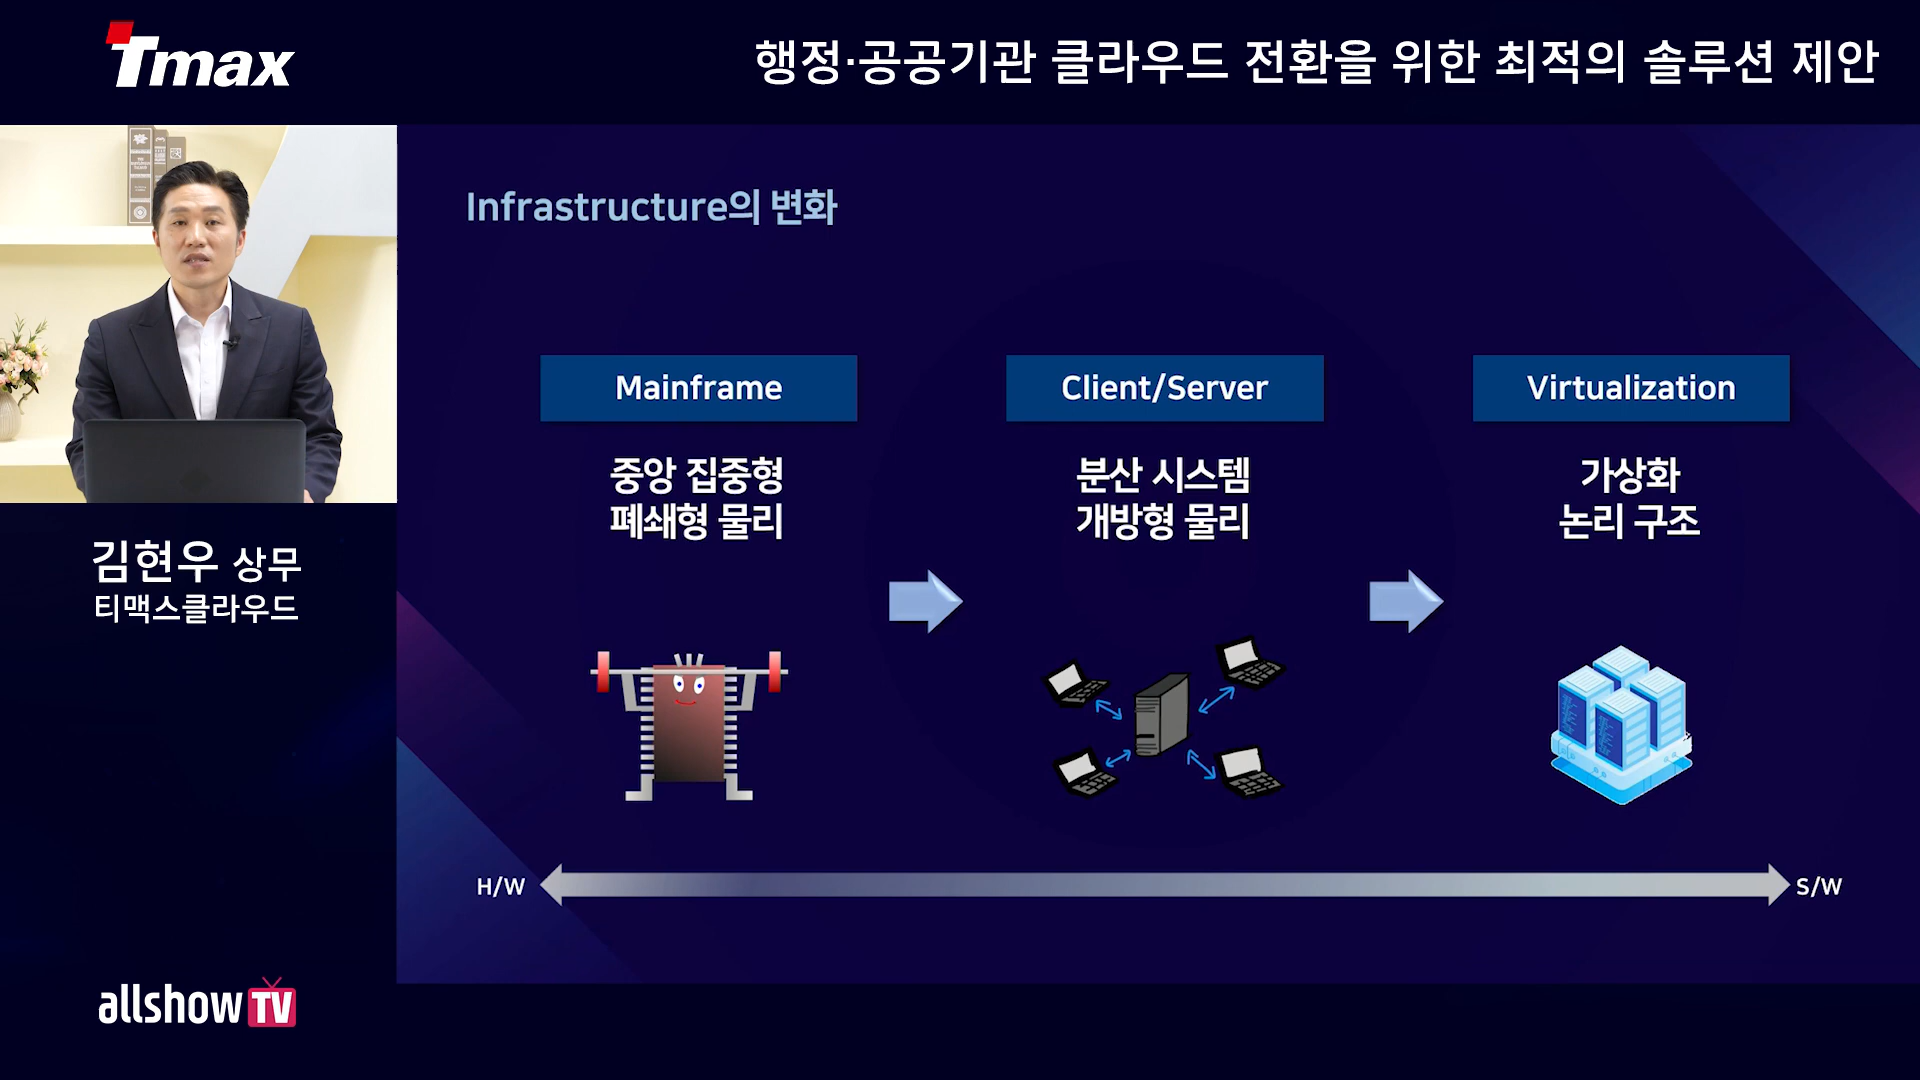 Tmax
행정·공공기관 클라우드 전환을 위한 최적의 솔루션 제안
Infrastructure의 변화
Mainframe
중앙 집중형
폐쇄형 물리
Client/Server
분산 시스템
개방형 물리
Virtualization
가상화
논리 구조
H/W
S/W
김현우 상무
티맥스클라우드
allshow TV